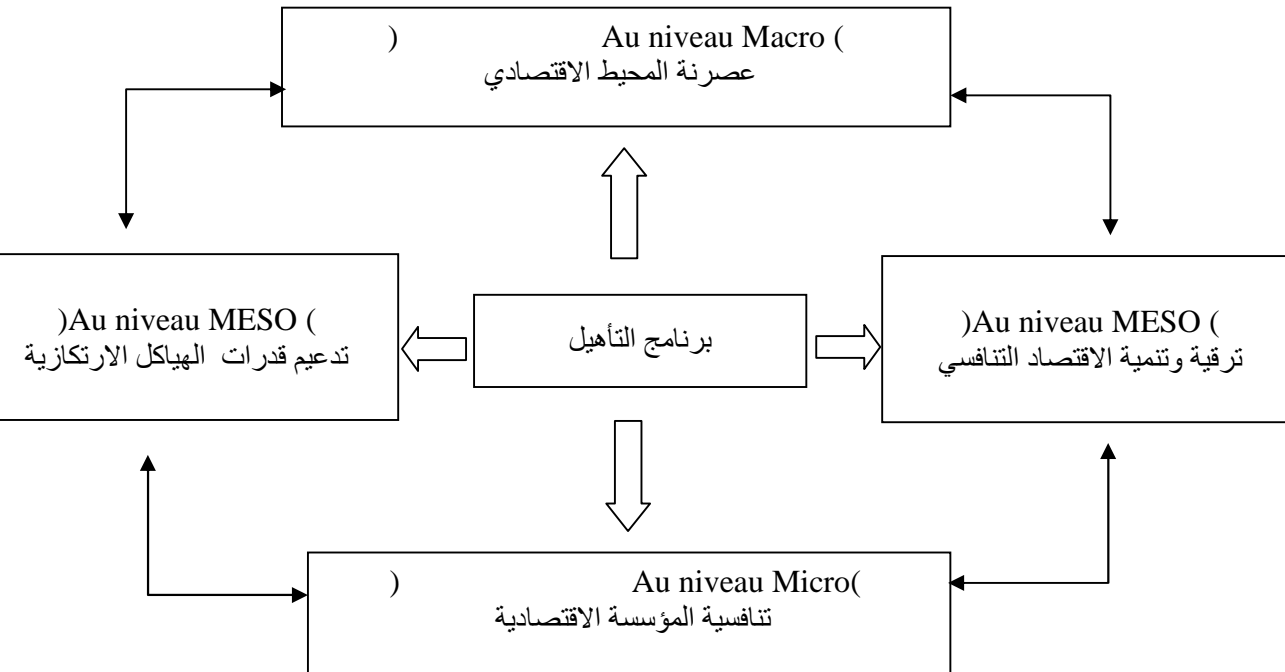 ) Au niveau Macro (
عصرنة المحيط الاقتصادي
)Au niveau MESO (
ترقية وتنمية الاقتصاد التنافسي
برنامج التأهيل
)Au niveau MESO (
تدعيم قدرات الهياكل الارتكازية
) Au niveau Micro(
تنافسية المؤسسة الاقتصادية